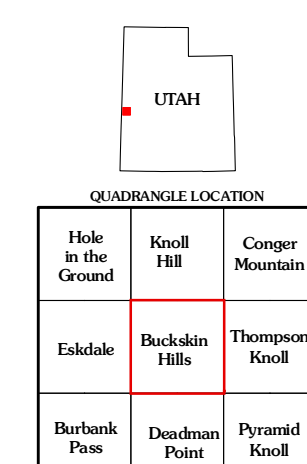 UTAH
QUADRANGLE LOCATION
Hole
in the
Ground
Knoll
Hill
Conger
Mountain
Eskdale
Buckskin
Hills
Thompson
Knoll
Burbank
Pass
Deadman
Point
Pyramid
Knoll